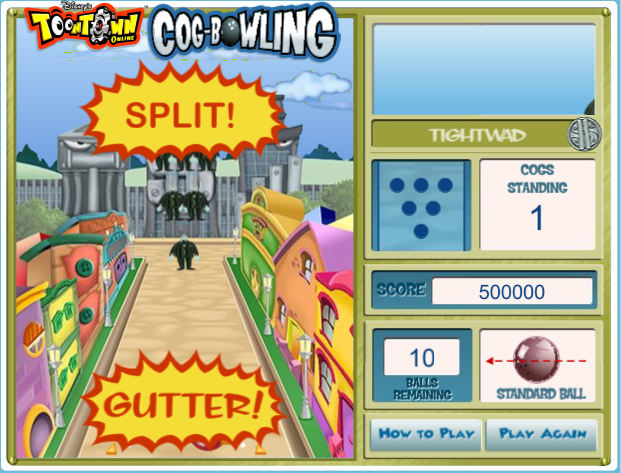 Disney's
TOONTOWN
ONLINE
COG-BOWLING
SPLIT!
TIGHTWAD
COGS
STANDING
1
SCORE 500000
10
BALLS
REMAINING
STANDARD BALL
GUTTER!
HOW TO PLAY PLAY AGAIN